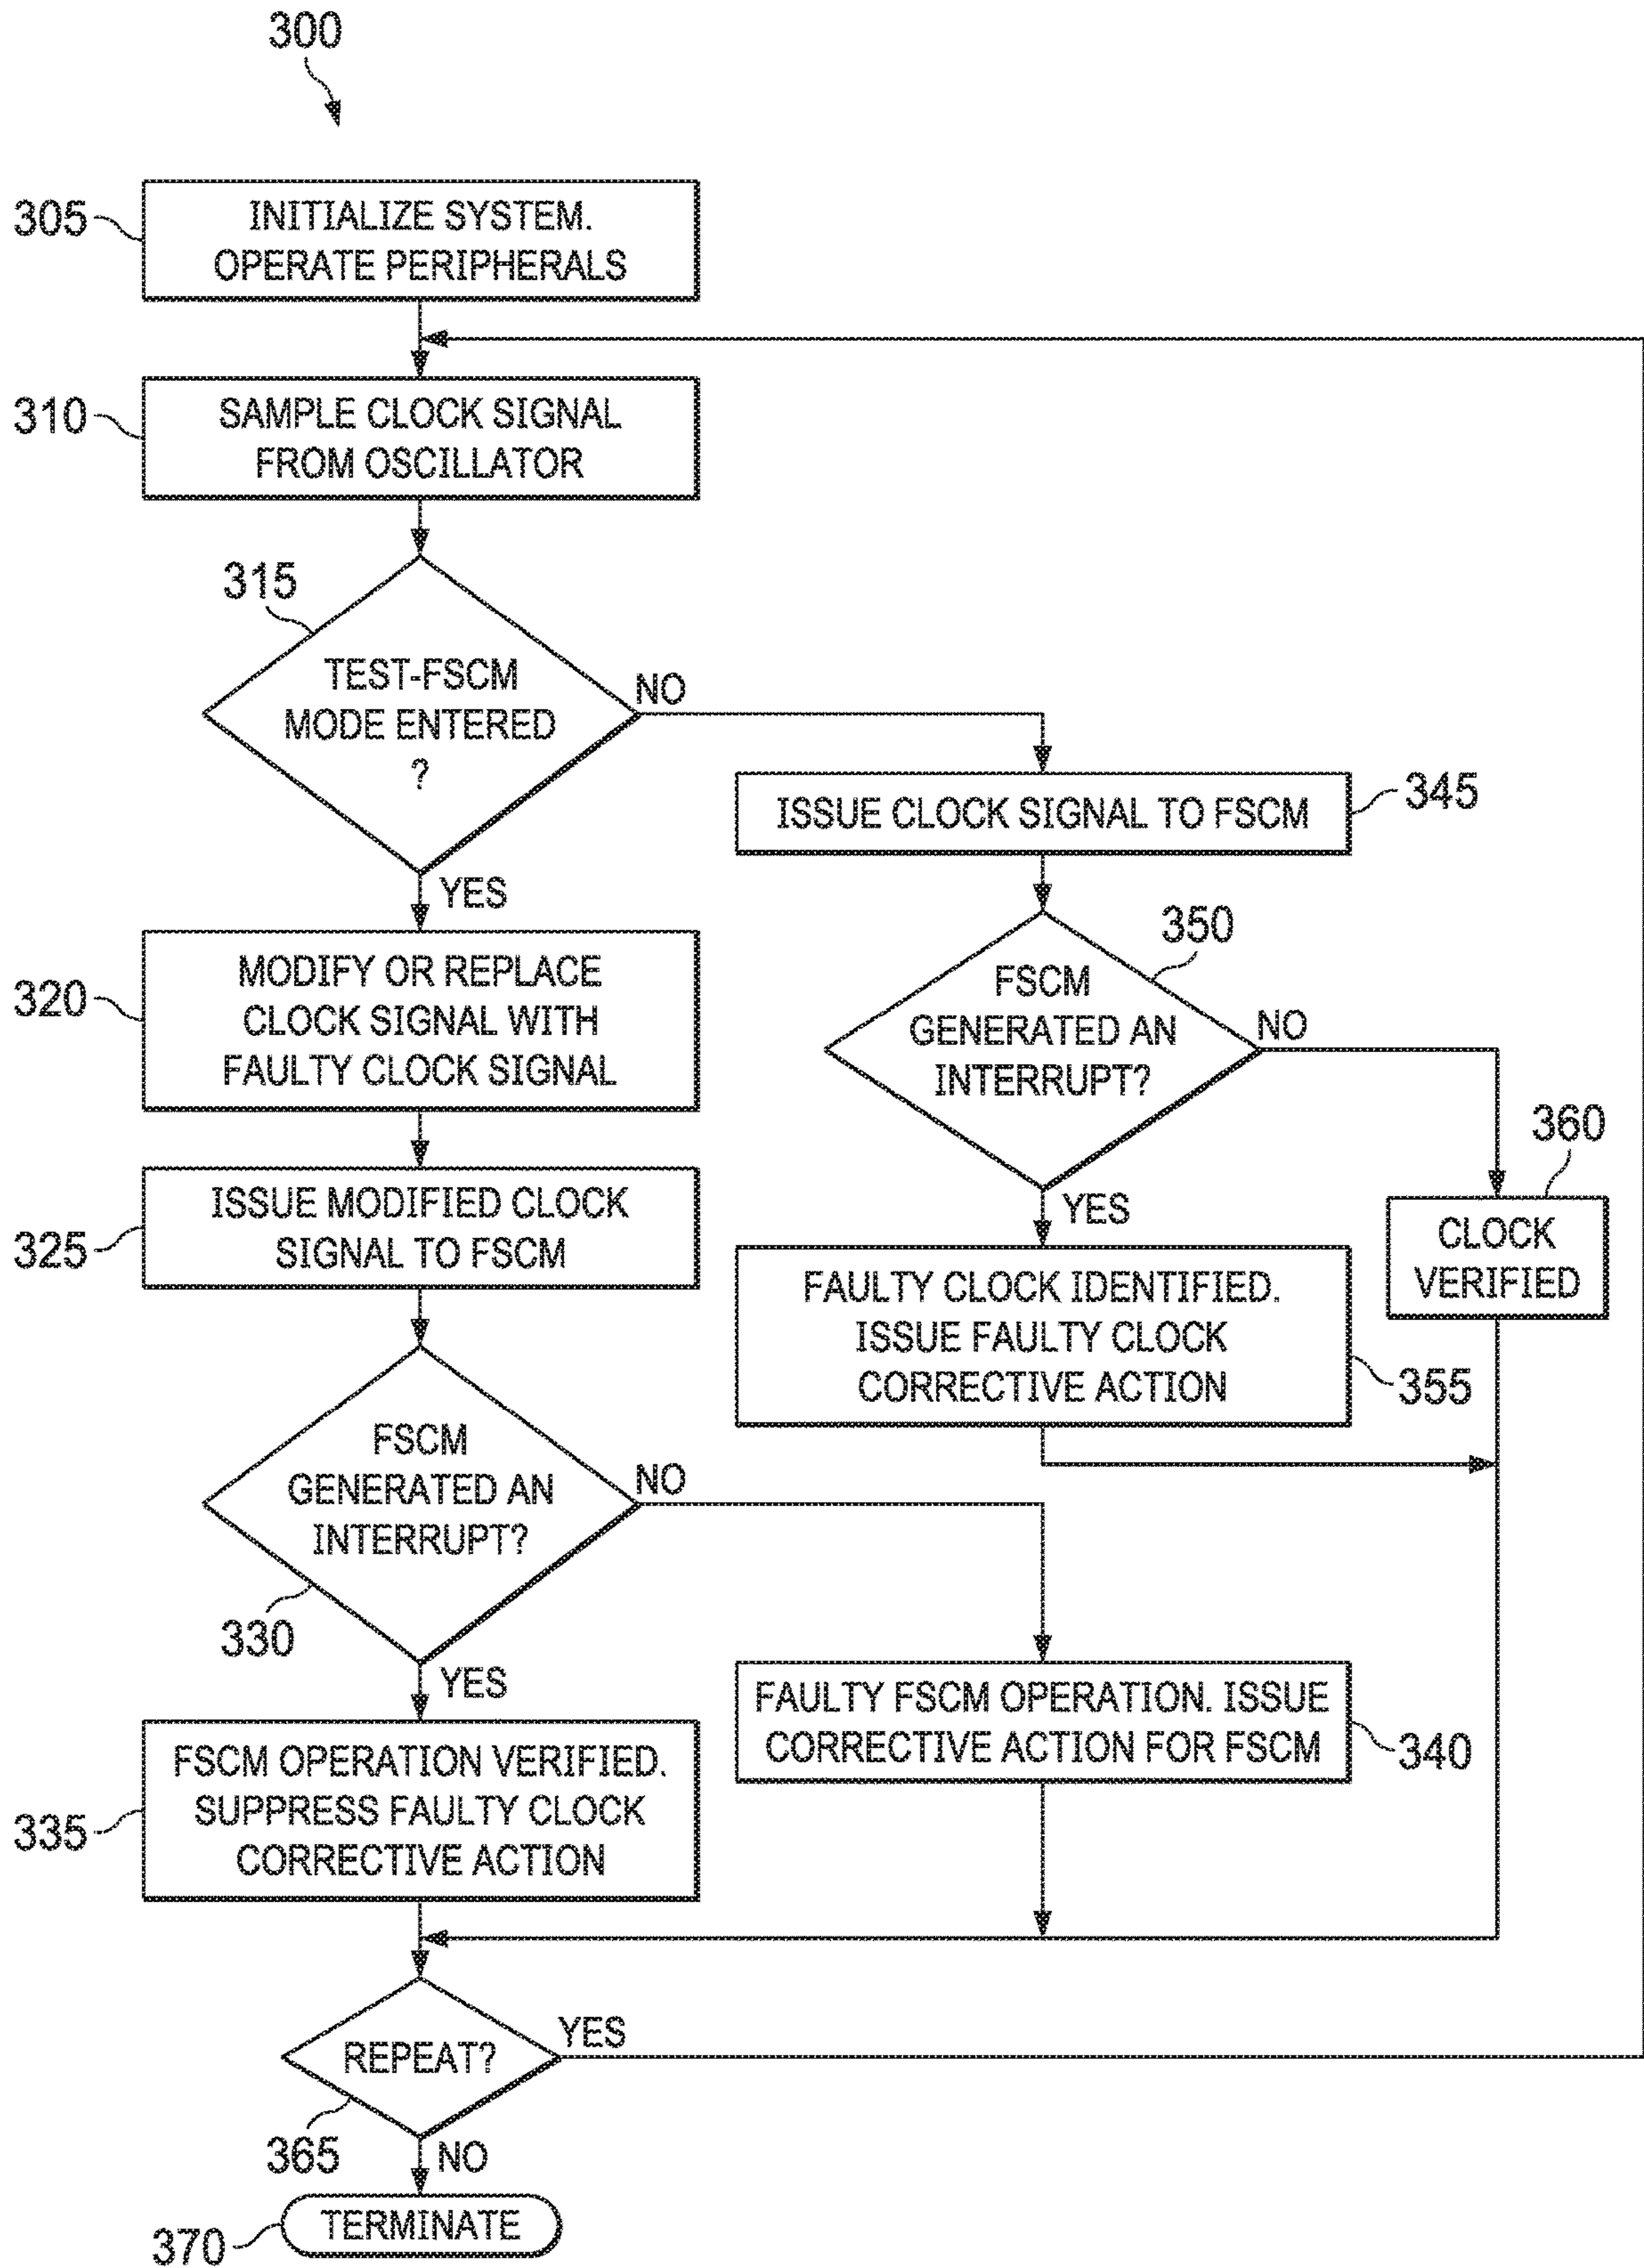 300
305
INITIALIZE SYSTEM.
OPERATE PERIPHERALS
310
SAMPLE CLOCK SIGNAL
FROM OSCILLATOR
315
TEST-FSCM
MODE ENTERED
?
NO
YES
ISSUE CLOCK SIGNAL TO FSCM
345
320
MODIFY OR REPLACE
CLOCK SIGNAL WITH
FAULTY CLOCK SIGNAL
350
FSCM
GENERATED AN
INTERRUPT?
NO
YES
360
CLOCK
VERIFIED
325
ISSUE MODIFIED CLOCK
SIGNAL TO FSCM
FAULTY CLOCK IDENTIFIED.
ISSUE FAULTY CLOCK
CORRECTIVE ACTION
355
FSCM
GENERATED AN
INTERRUPT?
NO
330
YES
FAULTY FSCM OPERATION. ISSUE
CORRECTIVE ACTION FOR FSCM
340
335
FSCM OPERATION VERIFIED.
SUPPRESS FAULTY CLOCK
CORRECTIVE ACTION
REPEAT?
YES
365
NO
370
TERMINATE